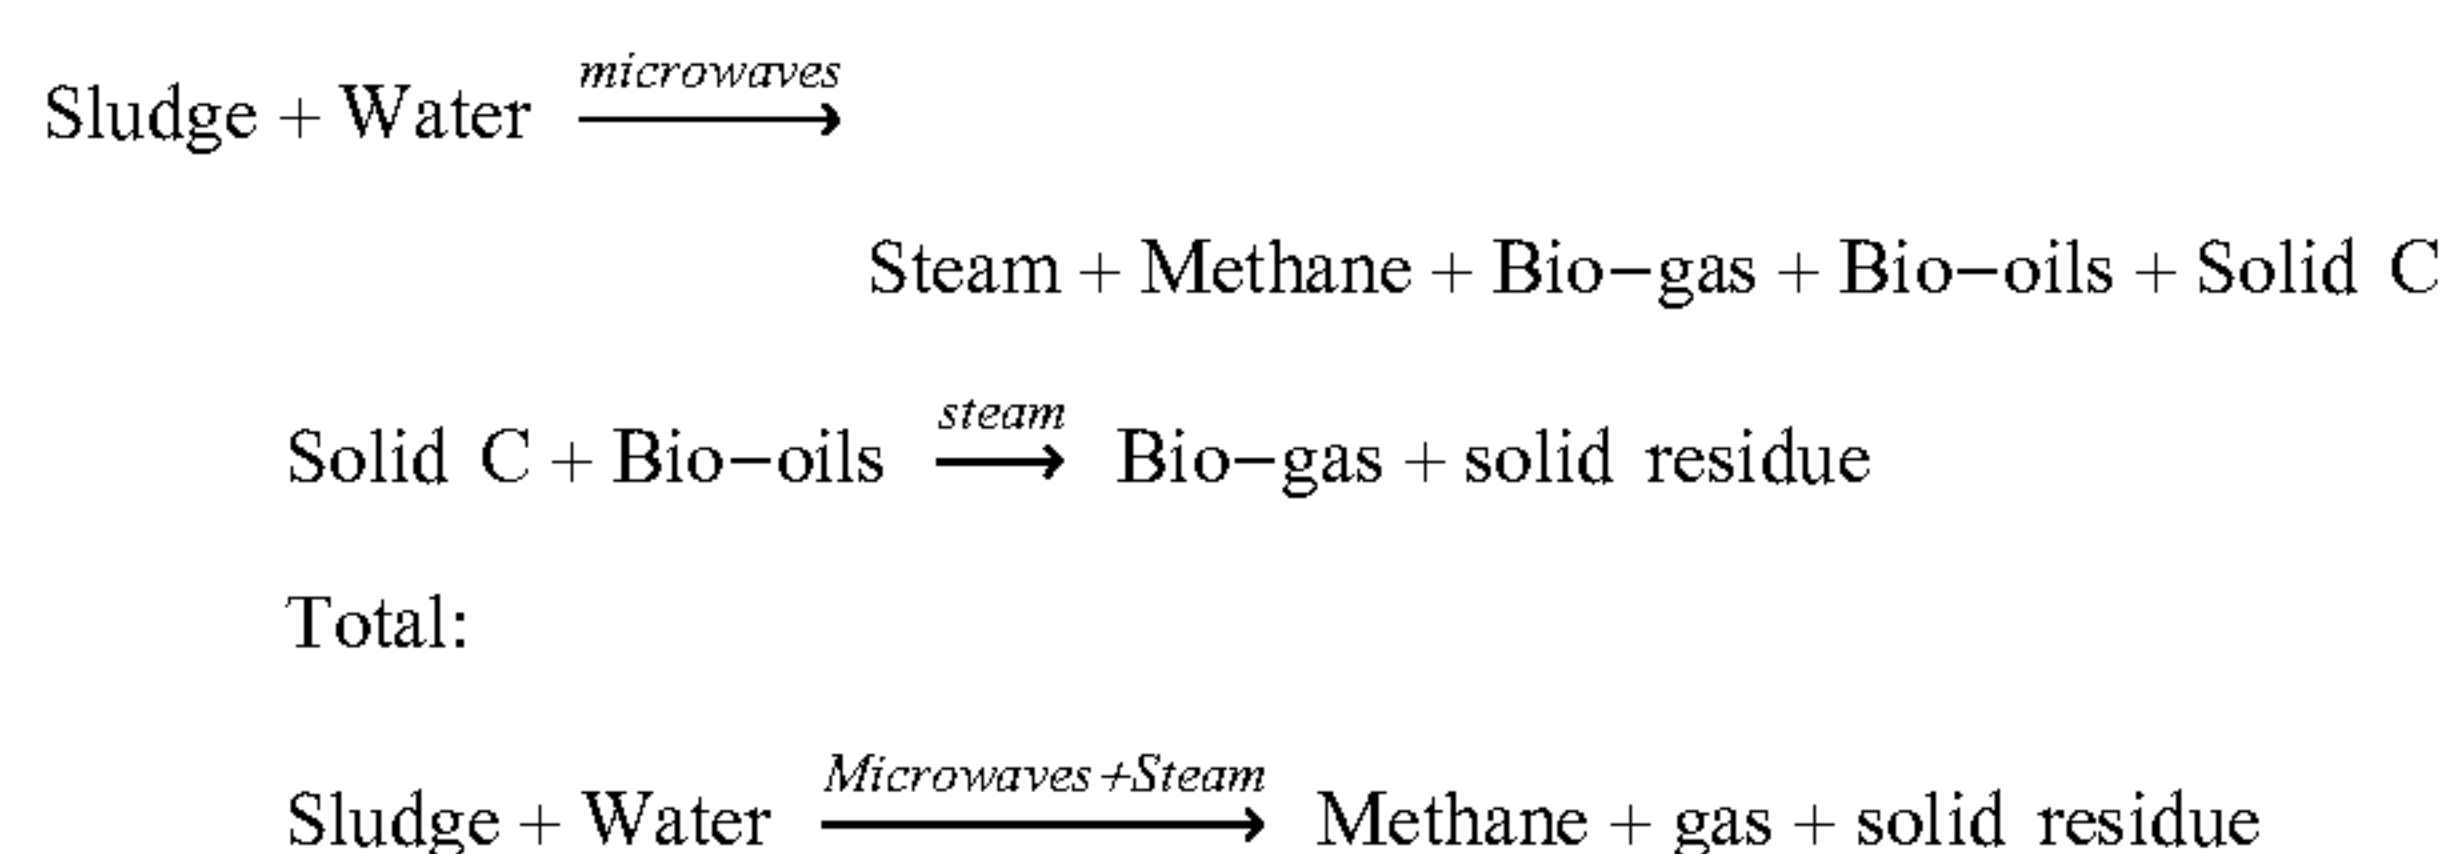 Sludge + Water microwaves ⟶
Steam + Methane + Bio−gas + Bio−oils + Solid C
Solid C + Bio−oils steam ⟶ Bio−gas + solid residue
Total:
Sludge + Water Microwaves+Steam ⟶ Methane + gas + solid residue